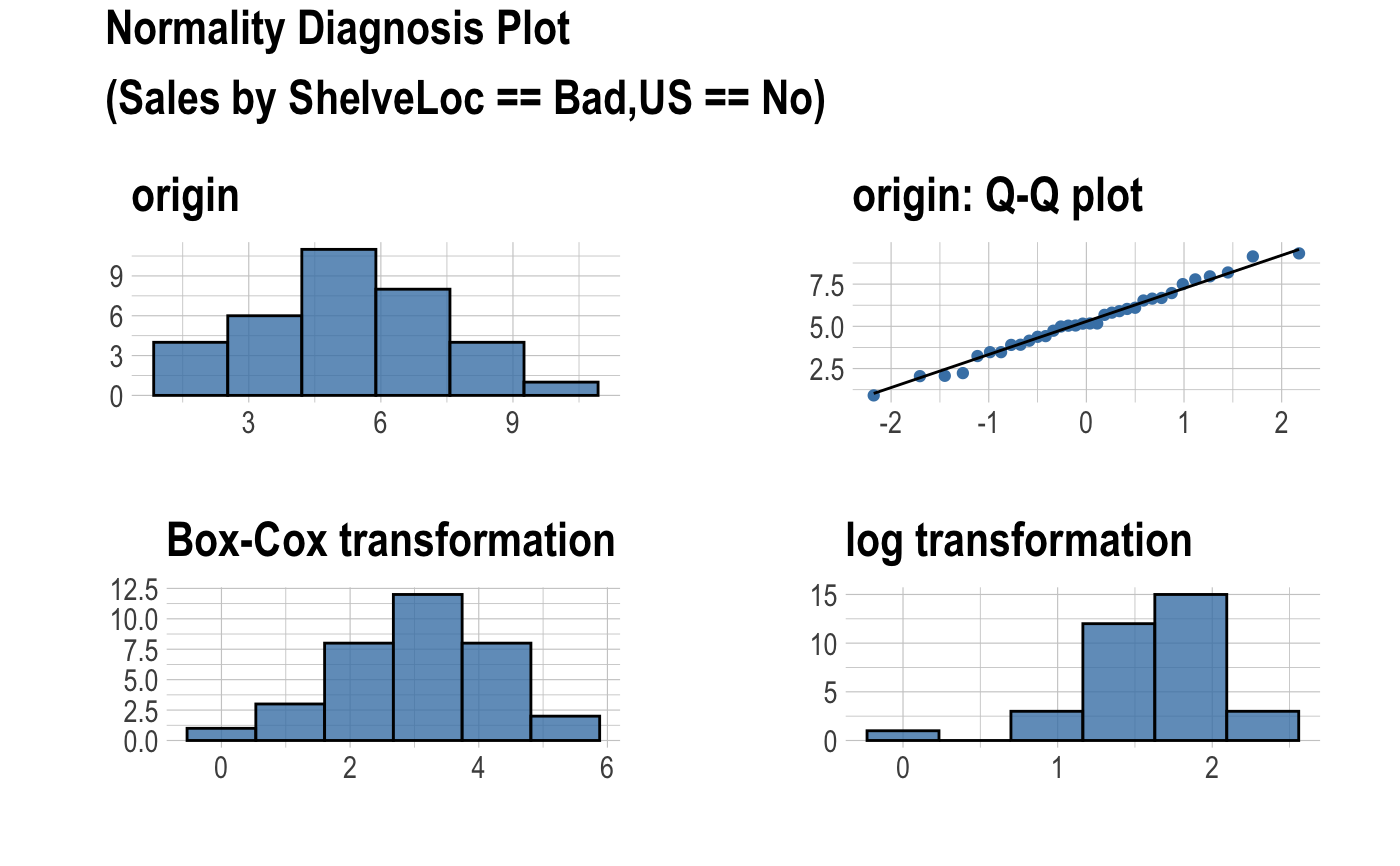 Normality Diagnosis Plot
(Sales by ShelveLoc == Bad,US == No)
origin
9
6
3
0
3 6 9
origin: Q-Q plot
7.5
5.0
2.5
-2 -1 0 1 2
Box-Cox transformation
12.5
10.0
7.5
5.0
2.5
0.0
0 2 4 6
log transformation
15
10
5
0
0 1 2